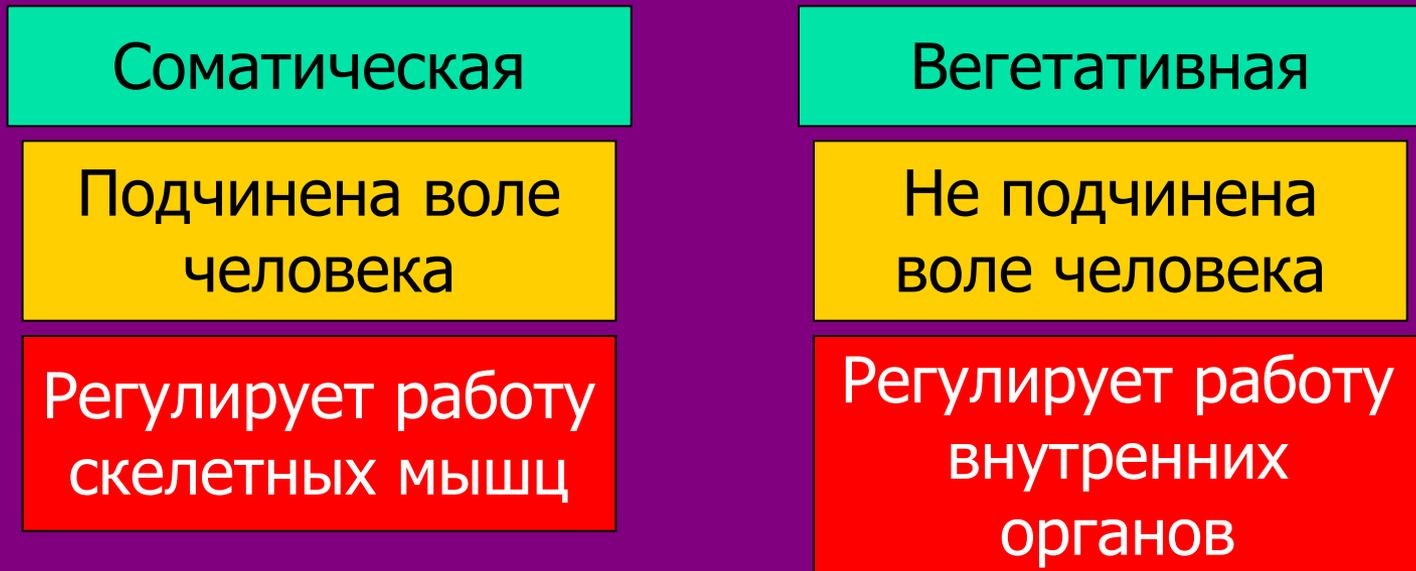 Соматическая
Подчинена воле
человека
Регулирует работу
скелетных мышц
Вегетативная
Не подчинена
воле человека
Регулирует работу
внутренних
органов